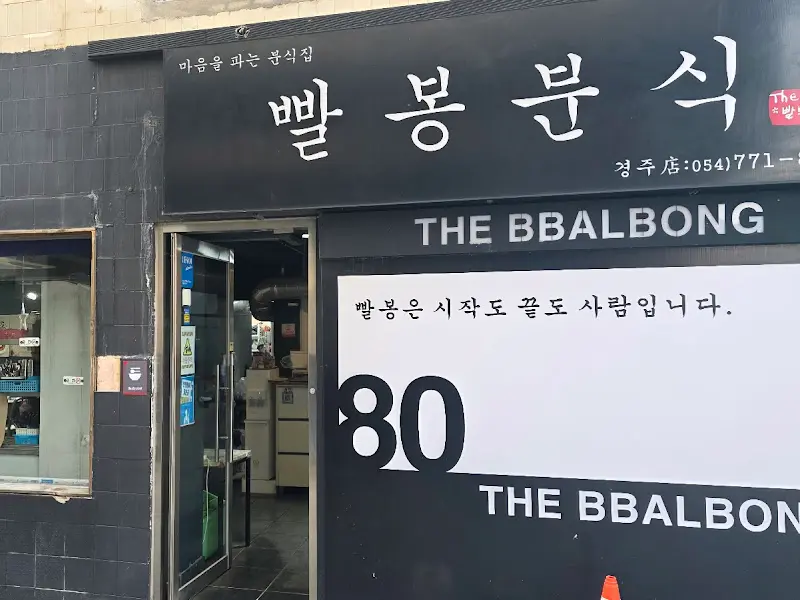 마음을 파는 분식집
빨봉분식
The
경주店:054)771-
THE BBALBONG
빨봉은 시작도 끝도 사람입니다.
80
THE BBALBON